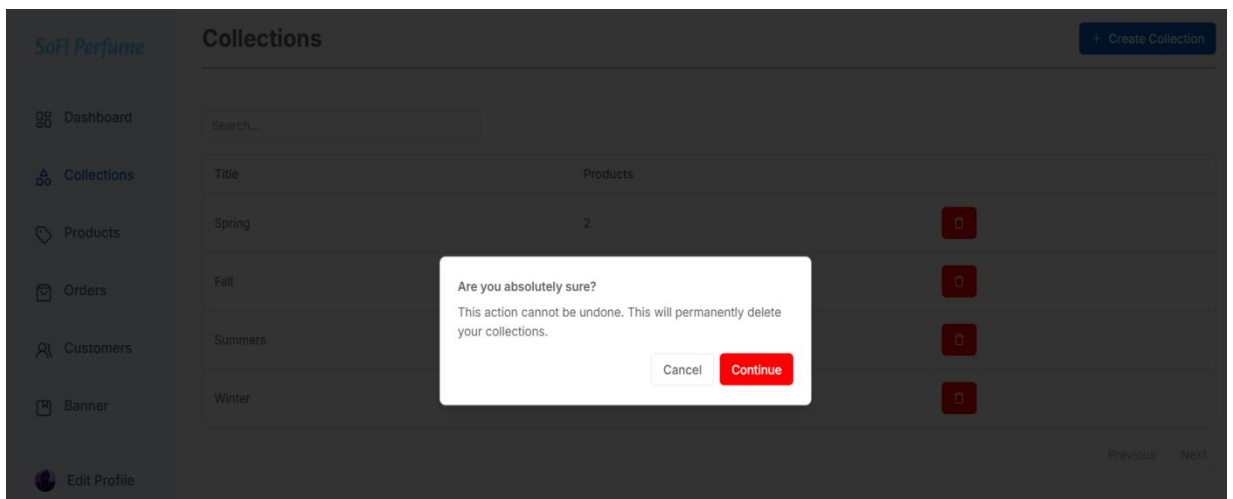 SoFi Perfume
Collections
+ Create Collection
Dashboard
Search...
Collections
Title Products
Products
Spring 2
Orders
Fall
Customers
Summers
Banner
Winter
Are you absolutely sure?
This action cannot be undone. This will permanently delete
your collections.
Cancel Continue
Previous Next
Edit Profile